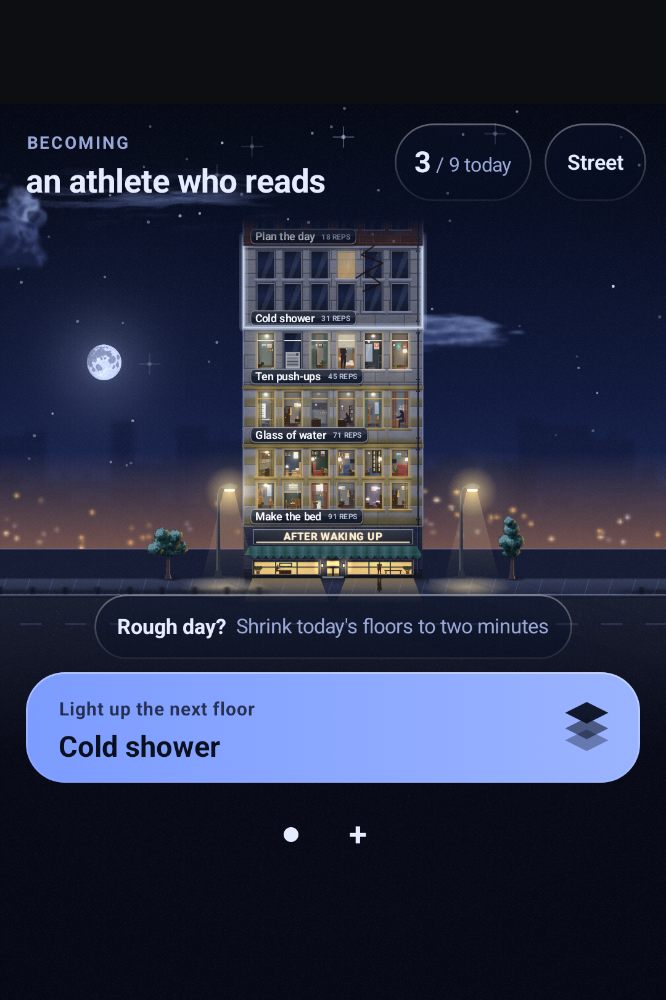 BECOMING
an athlete who reads
3 / 9 today
Street
Plan the day 18 REPS
Cold shower 31 REPS
Ten push-ups 45 REPS
Glass of water 71 REPS
Make the bed 91 REPS
AFTER WAKING UP
Rough day? Shrink today's floors to two minutes
Light up the next floor
Cold shower